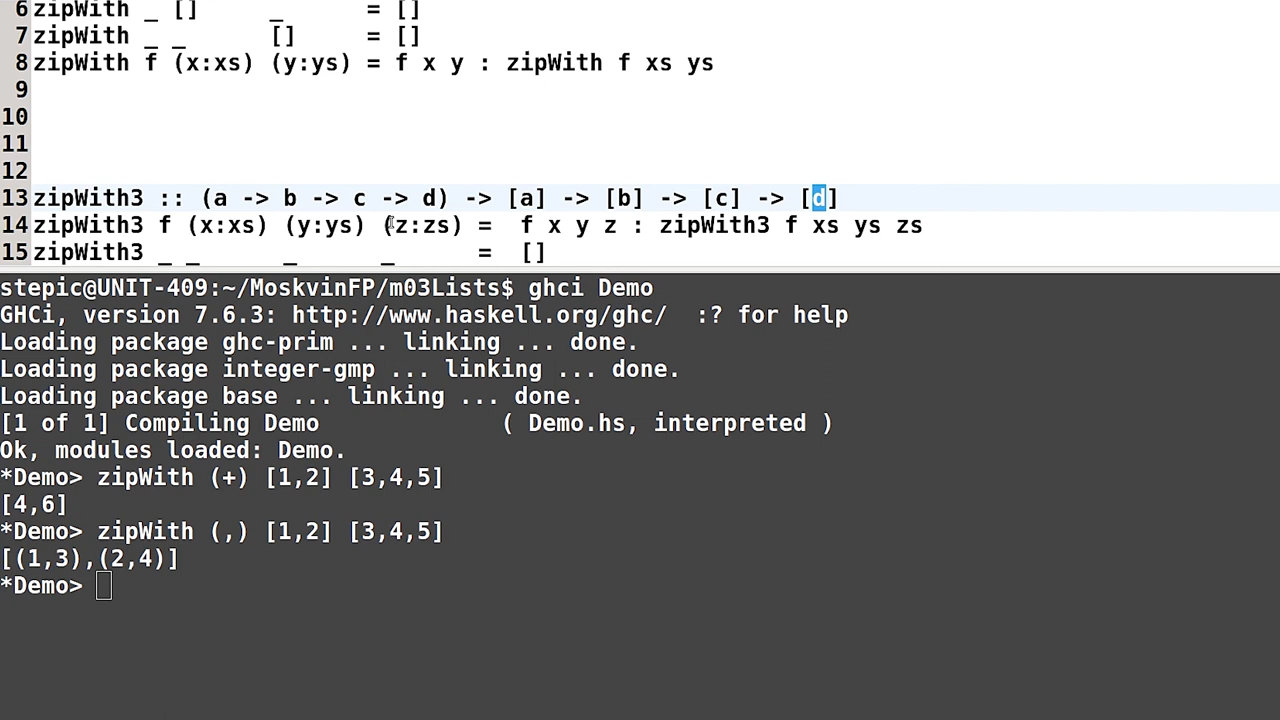 6 zipWith _ []      _      = []
7 zipWith _ _      []      = []
8 zipWith f (x:xs) (y:ys) = f x y : zipWith f xs ys
9
10
11
12
13 zipWith3 :: (a -> b -> c -> d) -> [a] -> [b] -> [c] -> [d]
14 zipWith3 f (x:xs) (y:ys) (z:zs) =  f x y z : zipWith3 f xs ys zs
15 zipWith3 _ _      _      _      =  []
stepic@UNIT-409:~/MoskvinFP/m03Lists$ ghci Demo
GHCi, version 7.6.3: http://www.haskell.org/ghc/  :? for help
Loading package ghc-prim ... linking ... done.
Loading package integer-gmp ... linking ... done.
Loading package base ... linking ... done.
[1 of 1] Compiling Demo             ( Demo.hs, interpreted )
Ok, modules loaded: Demo.
*Demo> zipWith (+) [1,2] [3,4,5]
[4,6]
*Demo> zipWith (,) [1,2] [3,4,5]
[(1,3),(2,4)]
*Demo>